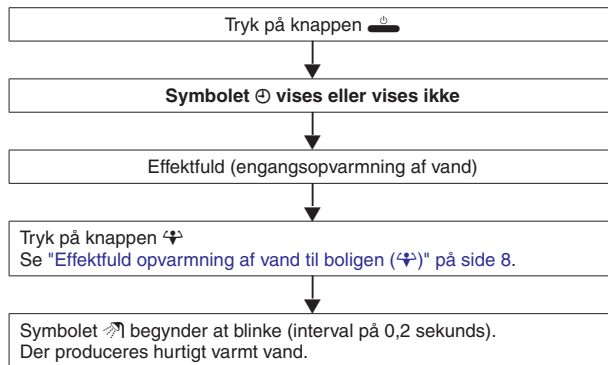 Tryk på knappen
Symbolet vises eller vises ikke
Effektfuld (engangsopvarmning af vand)
Tryk på knappen
Se "Effektfuld opvarmning af vand til boligen ()" på side 8.
Symbolet begynder at blinke (interval på 0,2 sekunds).
Der produceres hurtigt varmt vand.